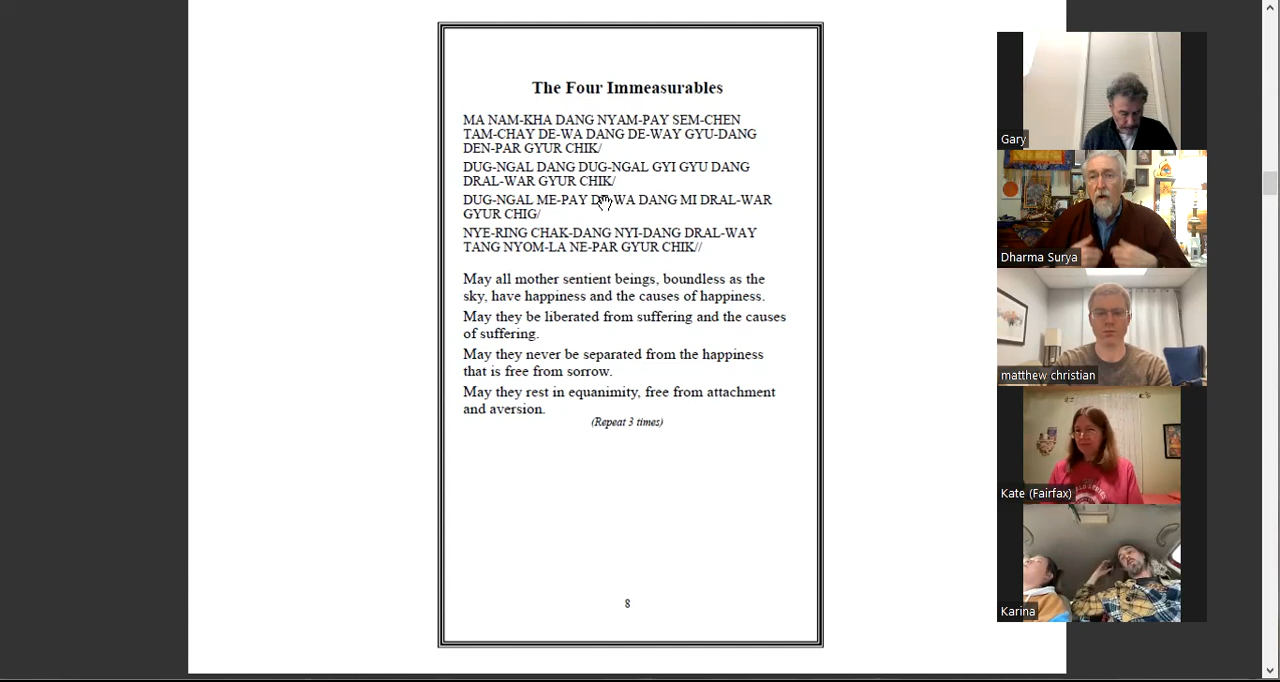 The Four Immeasurables
MA NAM-KHA DANG NYAM-PAY SEM-CHEN
TAM-CHAY DE-WA DANG DE-WAY GYU-DANG
DEN-PAR GYUR CHIK/
DUG-NGAL DANG DUG-NGAL GYI GYU DANG
DRAL-WAR GYUR CHIK/
DUG-NGAL ME-PAY DE-WA DANG MI DRAL-WAR
GYUR CHIG/
NYE-RING CHAK-DANG NYI-DANG DRAL-WAY
TANG NYOM-LA NE-PAR GYUR CHIK//
May all mother sentient beings, boundless as the
sky, have happiness and the causes of happiness.
May they be liberated from suffering and the causes
of suffering.
May they never be separated from the happiness
that is free from sorrow.
May they rest in equanimity, free from attachment
and aversion.
(Repeat 3 times)
8
Gary
Dharma Surya
matthew christian
Kate (Fairfax)
Karina